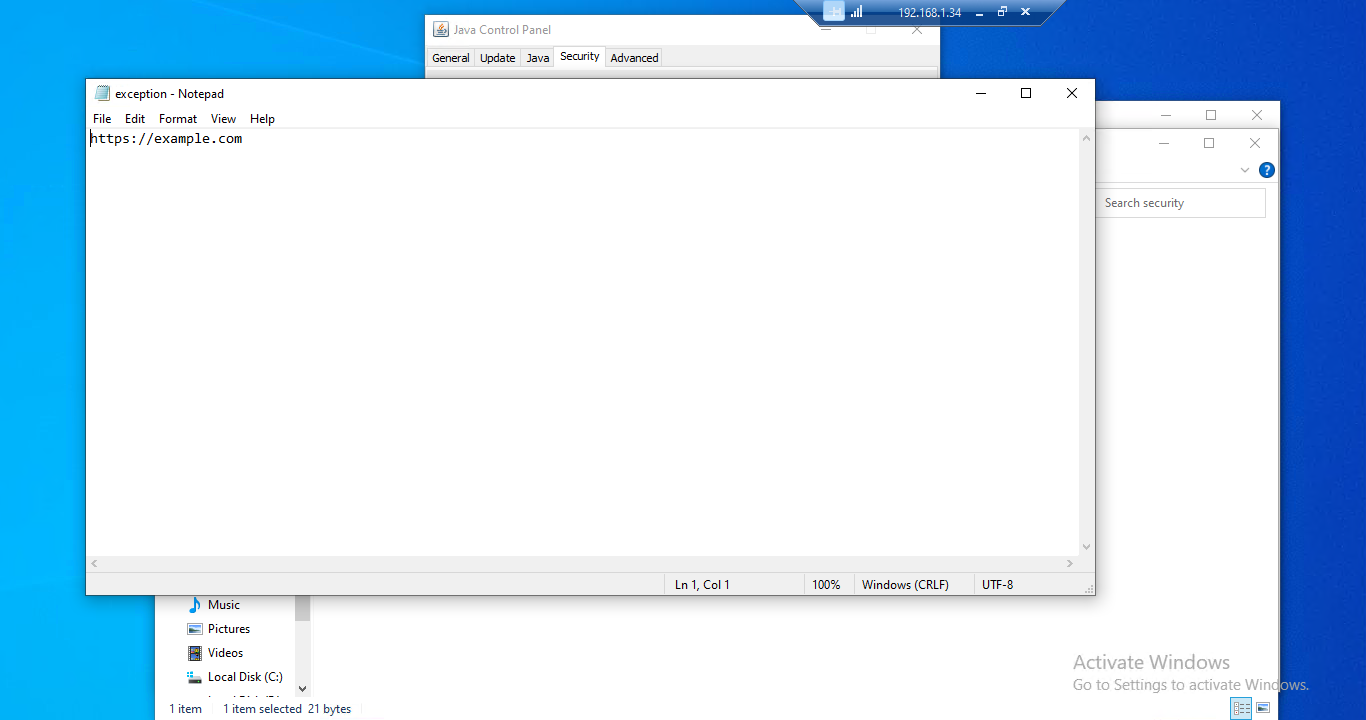 192.168.1.34
Java Control Panel
General Update Java Security Advanced
exception - Notepad
File Edit Format View Help
https://example.com
Search security
Ln 1, Col 1 100% Windows (CRLF) UTF-8
Music
Pictures
Videos
Local Disk (C:)
Activate Windows
Go to Settings to activate Windows.
1 item 1 item selected 21 bytes